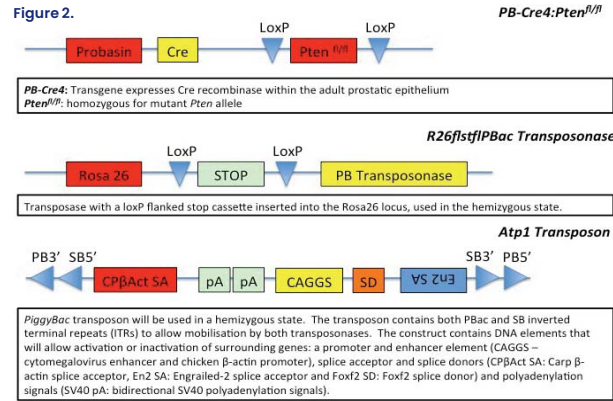 Figure 2.
PB-Cre4:Pten^fl/fl
LoxP LoxP
Probasin Cre Pten fl/fl
PB-Cre4: Transgene expresses Cre recombinase within the adult prostatic epithelium
Pten^fl/fl: homozygous for mutant Pten allele
R26flstflPBac Transposonase
LoxP LoxP
Rosa 26 STOP PB Transposonase
Transposase with a loxP flanked stop cassette inserted into the Rosa26 locus, used in the hemizygous state.
Atp1 Transposon
PB3' SB5' SB3' PB5'
CPβAct SA pA pA CAGGS SD En2 SA
PiggyBac transposon will be used in a hemizygous state. The transposon contains both PBac and SB inverted
terminal repeats (ITRs) to allow mobilisation by both transposonases. The construct contains DNA elements that
will allow activation or inactivation of surrounding genes: a promoter and enhancer element (CAGGS –
cytomegalovirus enhancer and chicken β-actin promoter), splice acceptor and splice donors (CPβAct SA: Carp β-
actin splice acceptor, En2 SA: Engrailed-2 splice acceptor and Foxf2 SD: Foxf2 splice donor) and polyadenylation
signals (SV40 pA: bidirectional SV40 polyadenylation signals).